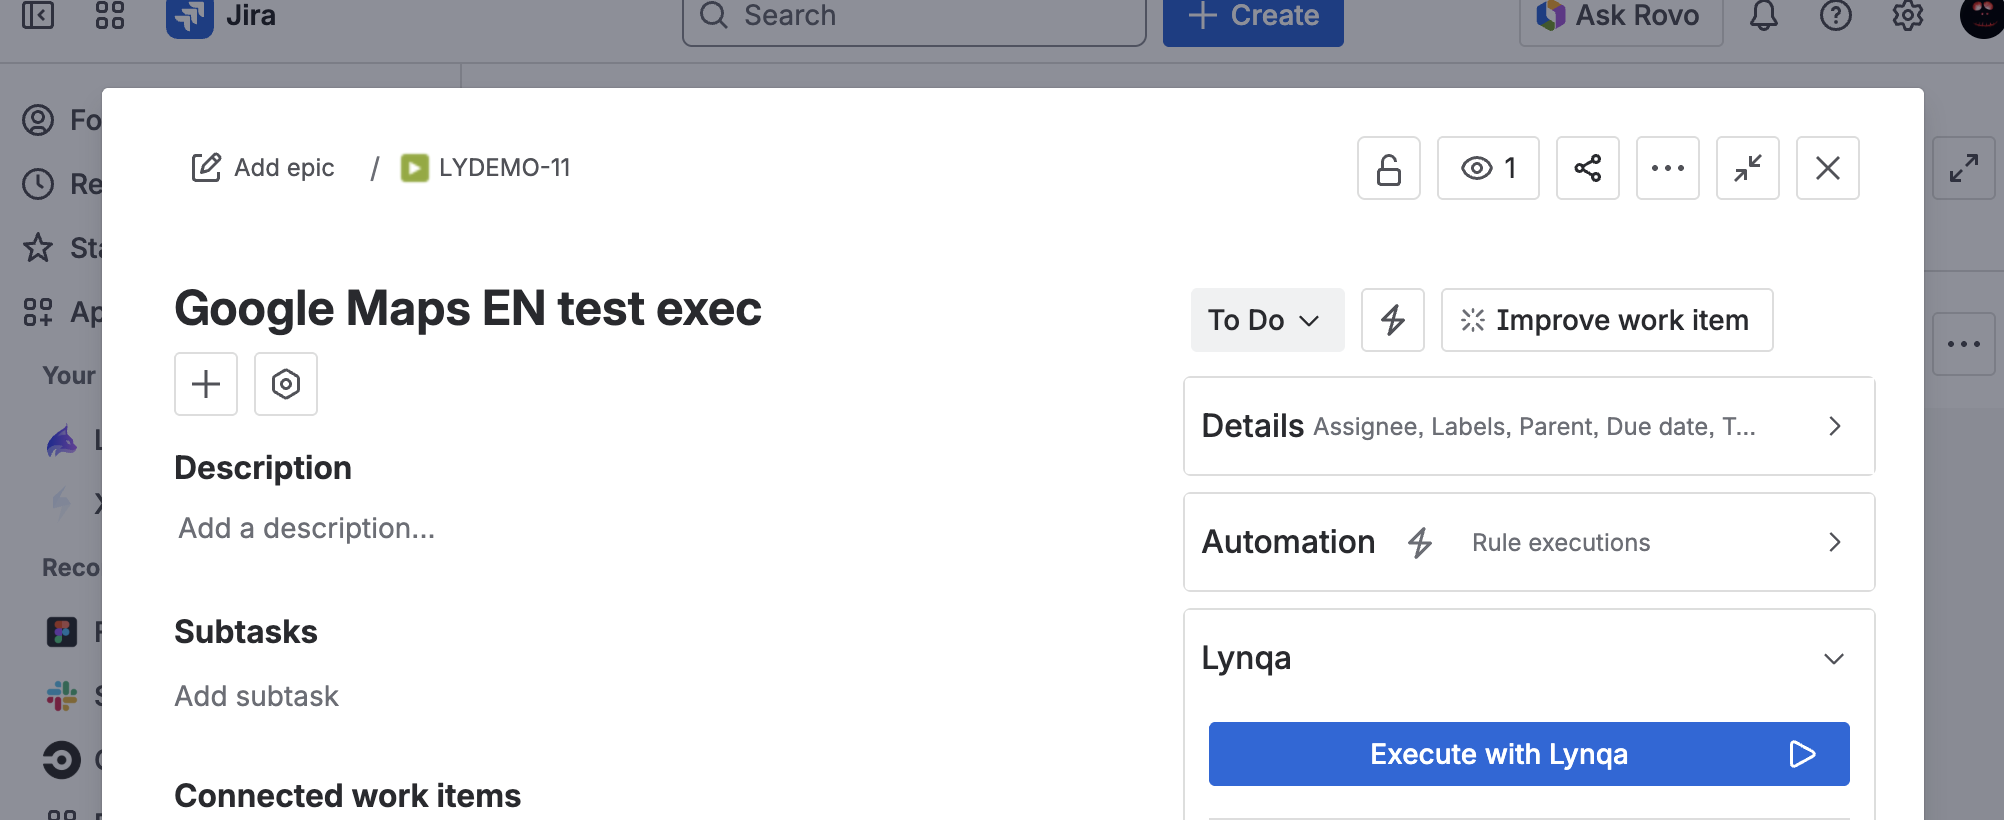 Jira
Search
Create
Ask Rovo
Fo
Re
Sta
Ap
Your
Reco
Add epic / LYDEMO-11
1
Google Maps EN test exec
Description
Add a description...
Subtasks
Add subtask
Connected work items
To Do
Improve work item
Details Assignee, Labels, Parent, Due date, T...
Automation Rule executions
Lynqa
Execute with Lynqa